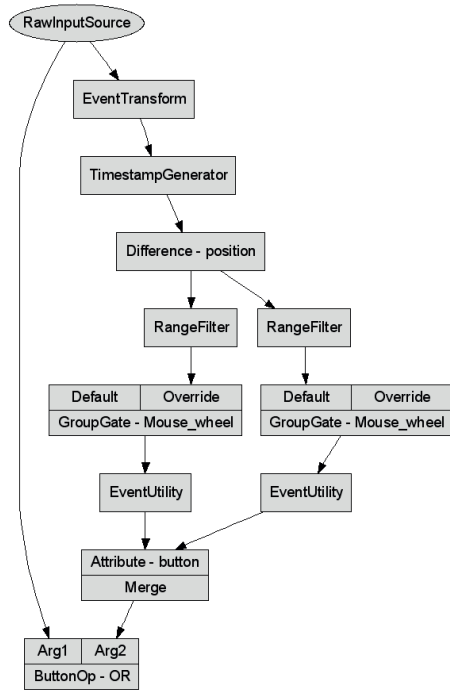 RawInputSource
EventTransform
TimestampGenerator
Difference - position
RangeFilter
RangeFilter
Default
Override
GroupGate - Mouse_wheel
Default
Override
GroupGate - Mouse_wheel
EventUtility
EventUtility
Attribute - button
Merge
Arg1
Arg2
ButtonOp - OR